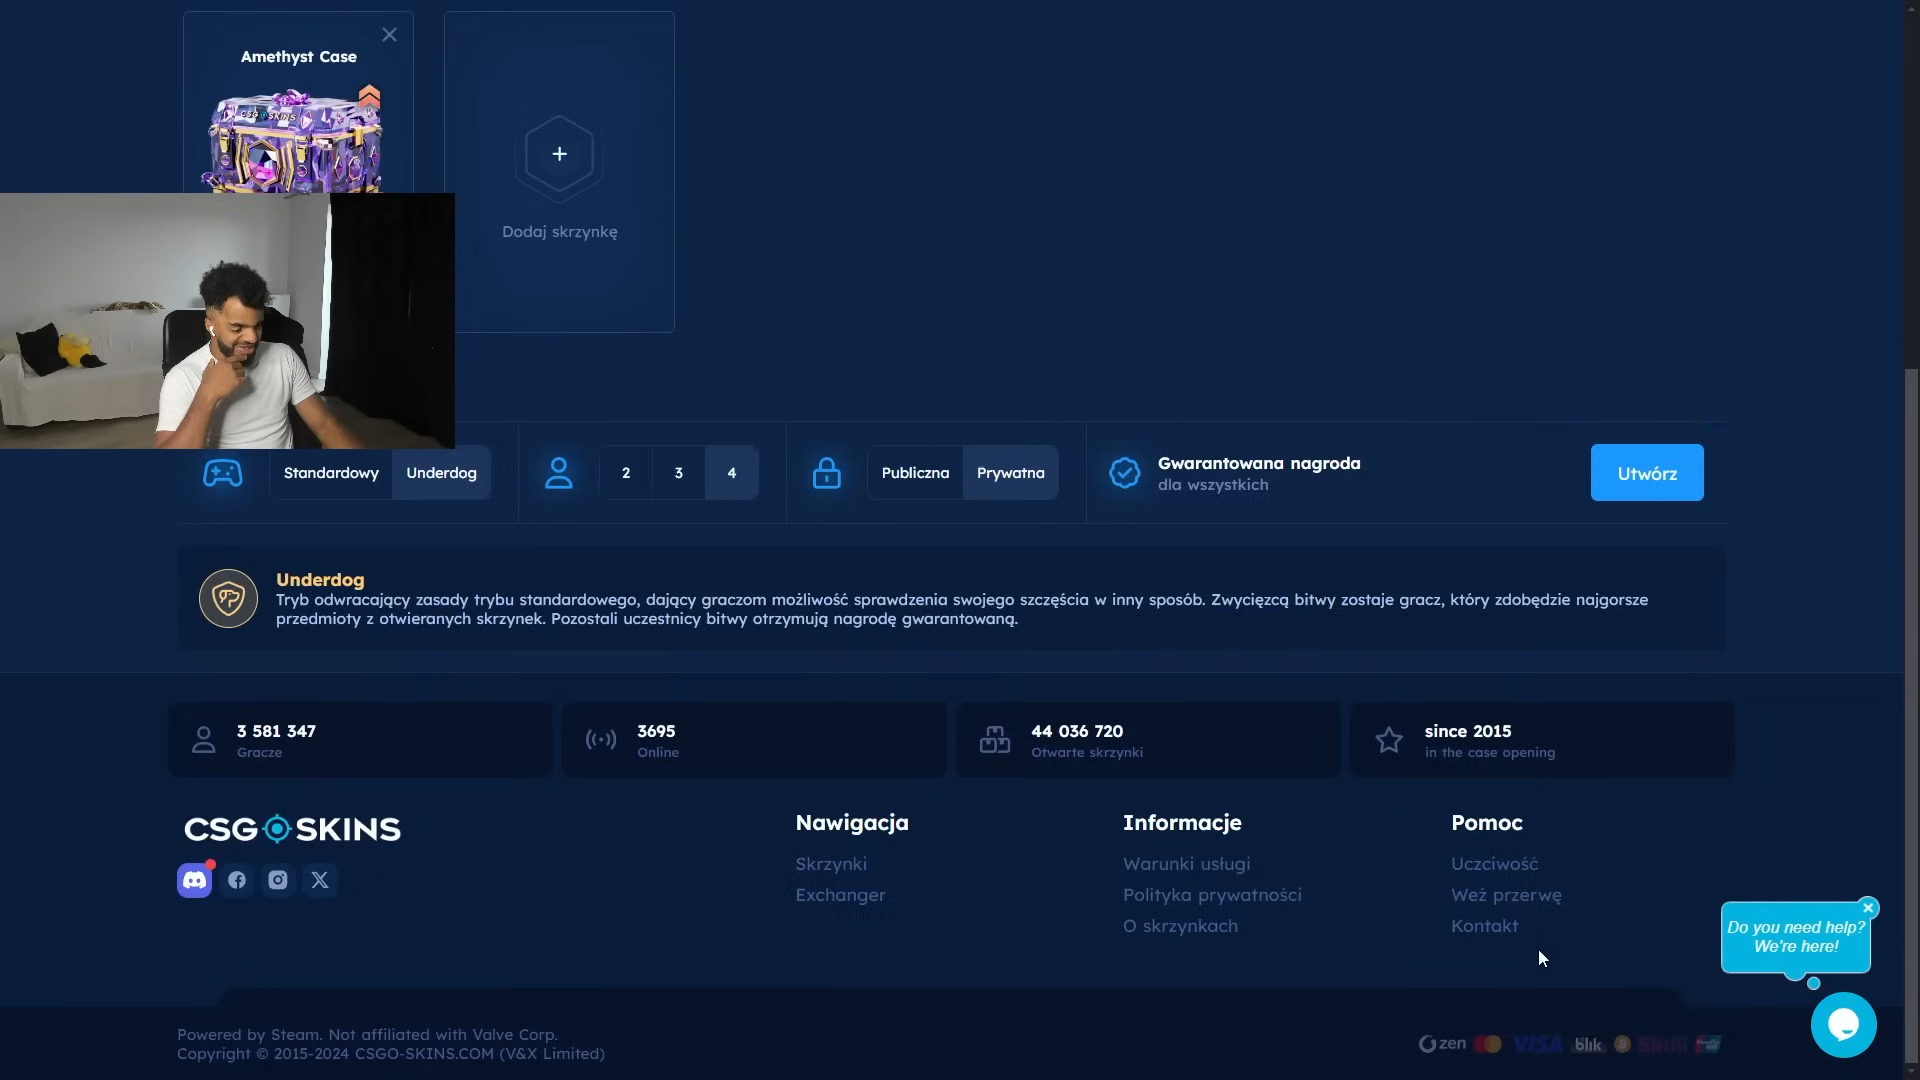 Amethyst Case
CSG SKINS
Dodaj skrzynkę
Standardowy
Underdog
2
3
4
Publiczna
Prywatna
Gwarantowana nagroda
dla wszystkich
Utwórz
Underdog
Tryb odwracający zasady trybu standardowego, dający graczom możliwość sprawdzenia swojego szczęścia w inny sposób. Zwycięzcą bitwy zostaje gracz, który zdobędzie najgorsze
przedmioty z otwieranych skrzynek. Pozostali uczestnicy bitwy otrzymują nagrodę gwarantowaną.
3 581 347
Gracze
3695
Online
44 036 720
Otwarte skrzynki
since 2015
in the case opening
CSG SKINS
Nawigacja
Skrzynki
Exchanger
Informacje
Warunki usługi
Polityka prywatności
O skrzynkach
Pomoc
Uczciwość
Weź przerwę
Kontakt
Do you need help?
We're here!
Powered by Steam. Not affiliated with Valve Corp.
Copyright © 2015-2024 CSGO-SKINS.COM (V&X Limited)
zen VISA blik Skrill